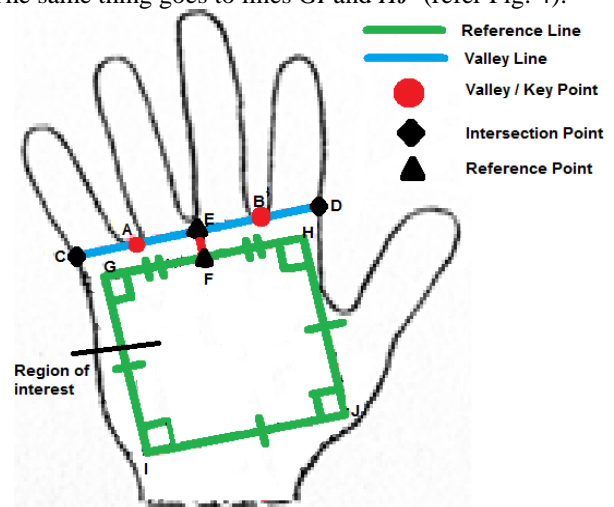 The same thing goes to lines GI and HJ (refer Fig. 4).
Reference Line
Valley Line
Valley / Key Point
Intersection Point
Reference Point
A
E
B
D
C
G
H
F
Region of
interest
J
I